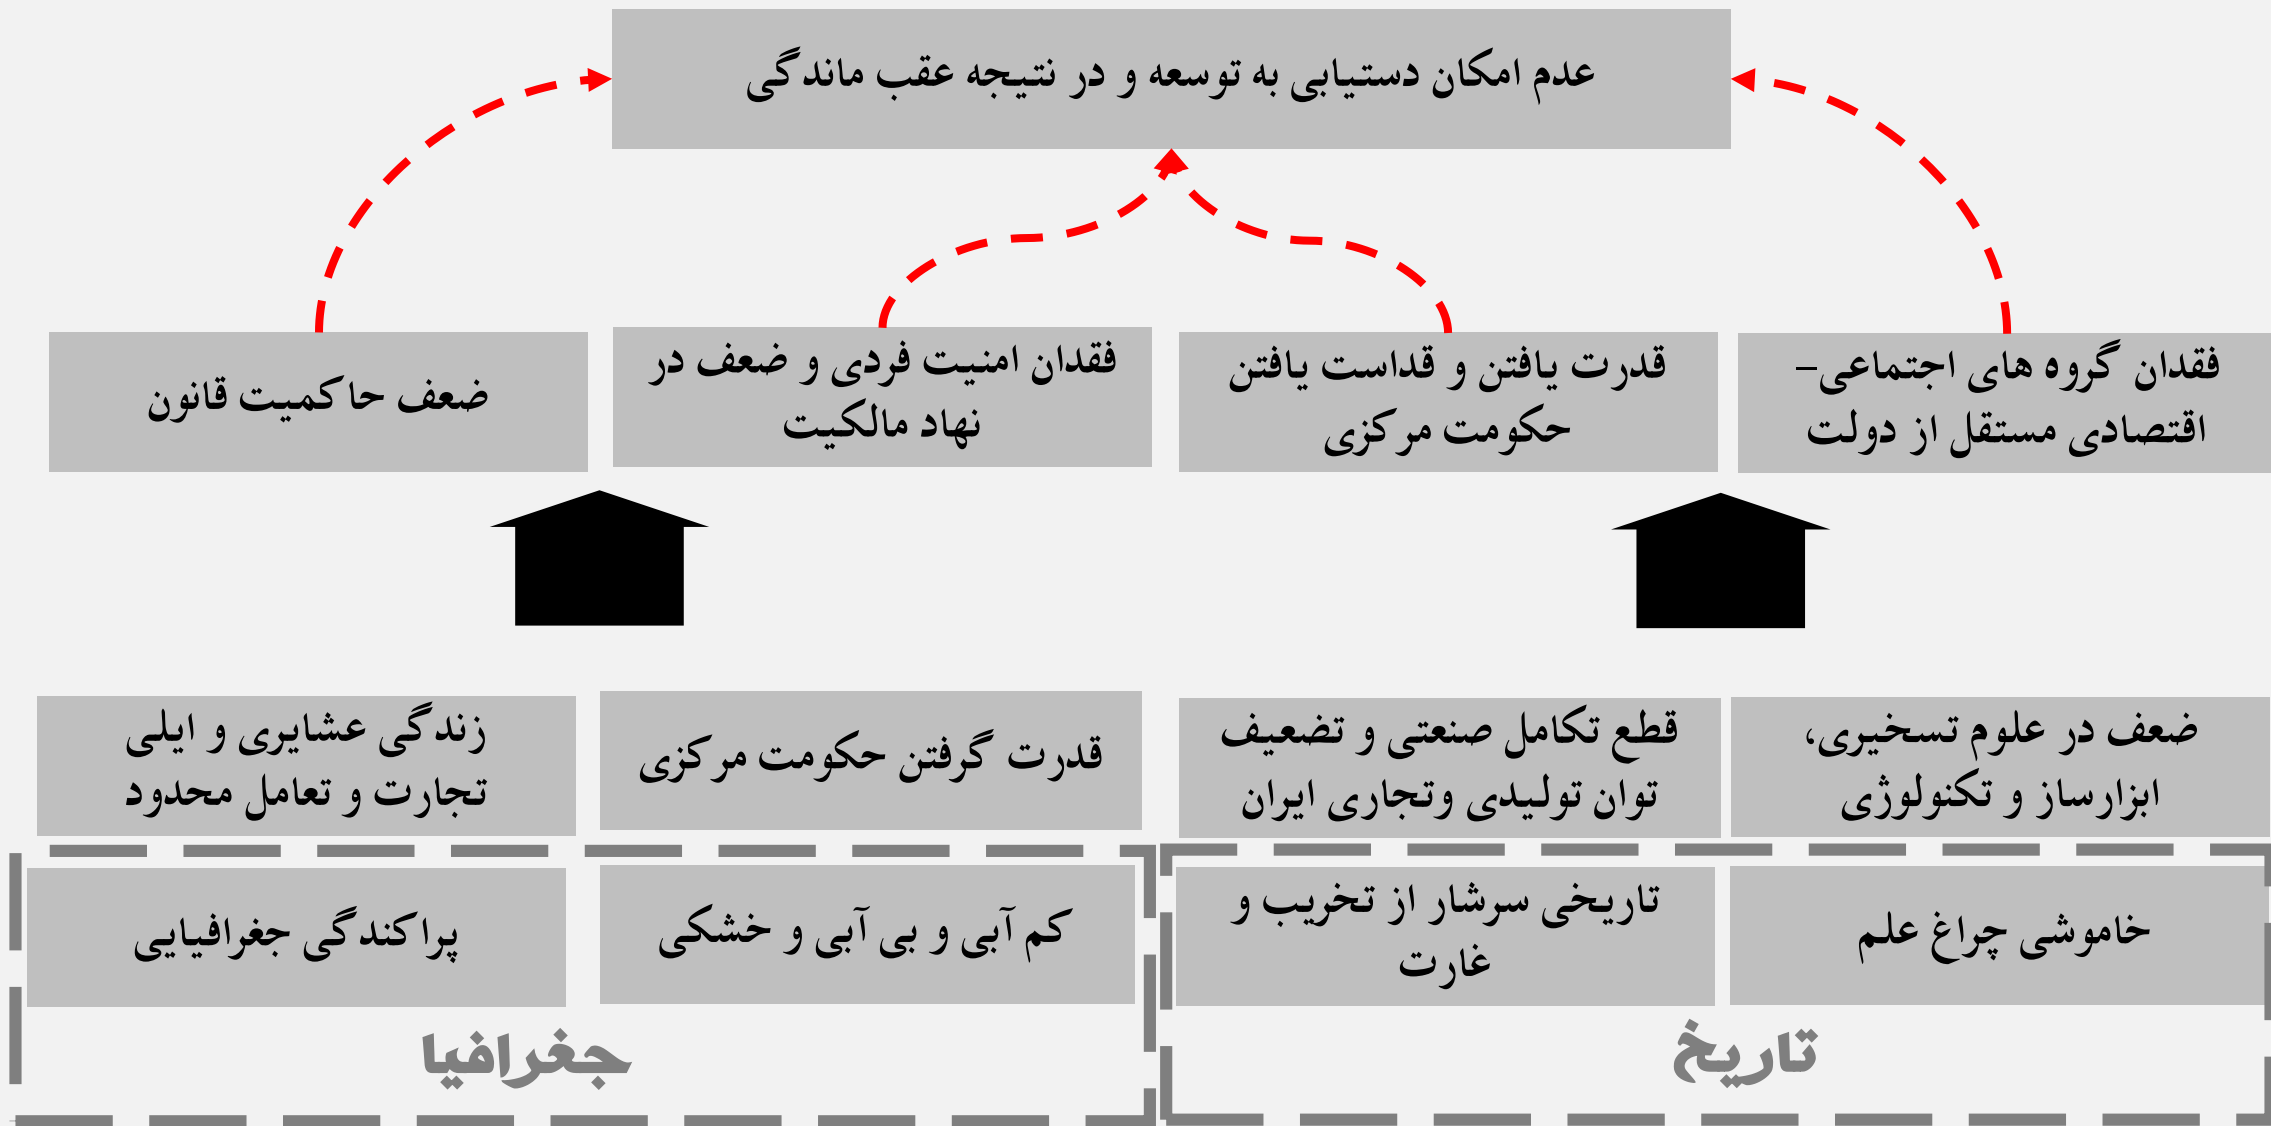 عدم امکان دستیابی به توسعه و در نتیجه عقب ماندگی
فقدان گروه های اجتماعی–
اقتصادی مستقل از دولت
قدرت یافتن و قداست یافتن
حکومت مرکزی
فقدان امنیت فردی و ضعف در
نهاد مالکیت
ضعف حاکمیت قانون
ضعف در علوم تسخیری،
ابزارساز و تکنولوژی
قطع تکامل صنعتی و تضعیف
توان تولیدی وتجاری ایران
قدرت گرفتن حکومت مرکزی
زندگی عشایری و ایلی
تجارت و تعامل محدود
خاموشی چراغ علم
تاریخی سرشار از تخریب و
غارت
کم آبی و بی آبی و خشکی
پراکندگی جغرافیایی
تاریخ
جغرافیا